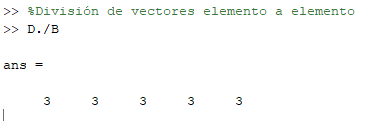 >> %División de vectores elemento a elemento
>> D./B
ans =
3 3 3 3 3